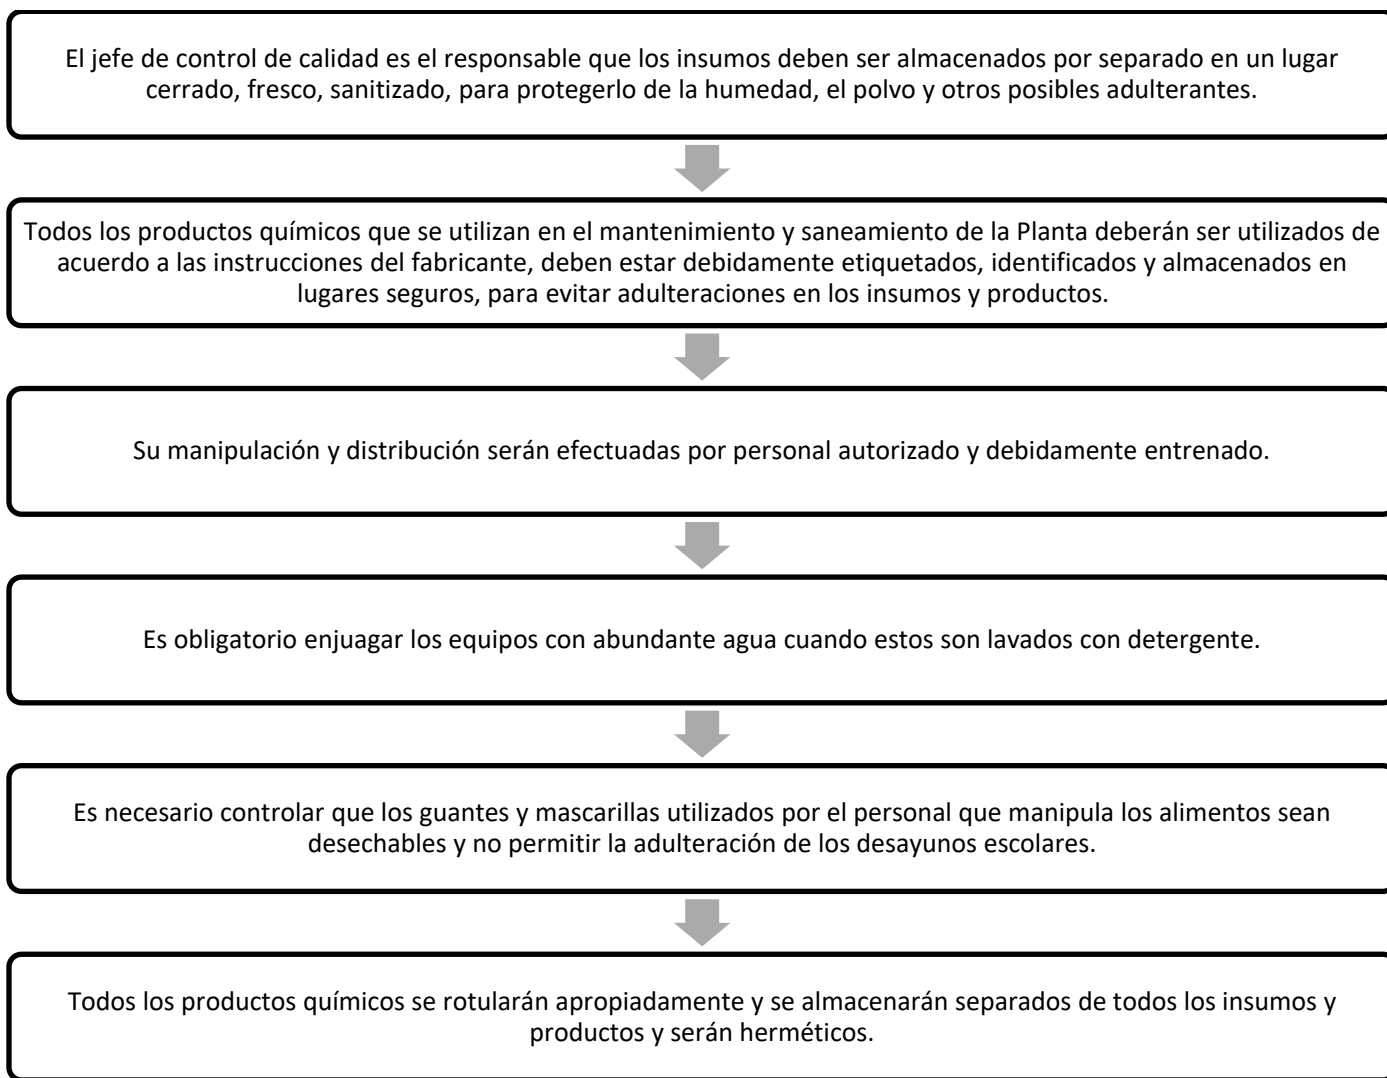 El jefe de control de calidad es el responsable que los insumos deben ser almacenados por separado en un lugar
cerrado, fresco, sanitizado, para protegerlo de la humedad, el polvo y otros posibles adulterantes.
Todos los productos químicos que se utilizan en el mantenimiento y saneamiento de la Planta deberán ser utilizados de
acuerdo a las instrucciones del fabricante, deben estar debidamente etiquetados, identificados y almacenados en
lugares seguros, para evitar adulteraciones en los insumos y productos.
Su manipulación y distribución serán efectuadas por personal autorizado y debidamente entrenado.
Es obligatorio enjuagar los equipos con abundante agua cuando estos son lavados con detergente.
Es necesario controlar que los guantes y mascarillas utilizados por el personal que manipula los alimentos sean
desechables y no permitir la adulteración de los desayunos escolares.
Todos los productos químicos se rotularán apropiadamente y se almacenarán separados de todos los insumos y
productos y serán herméticos.